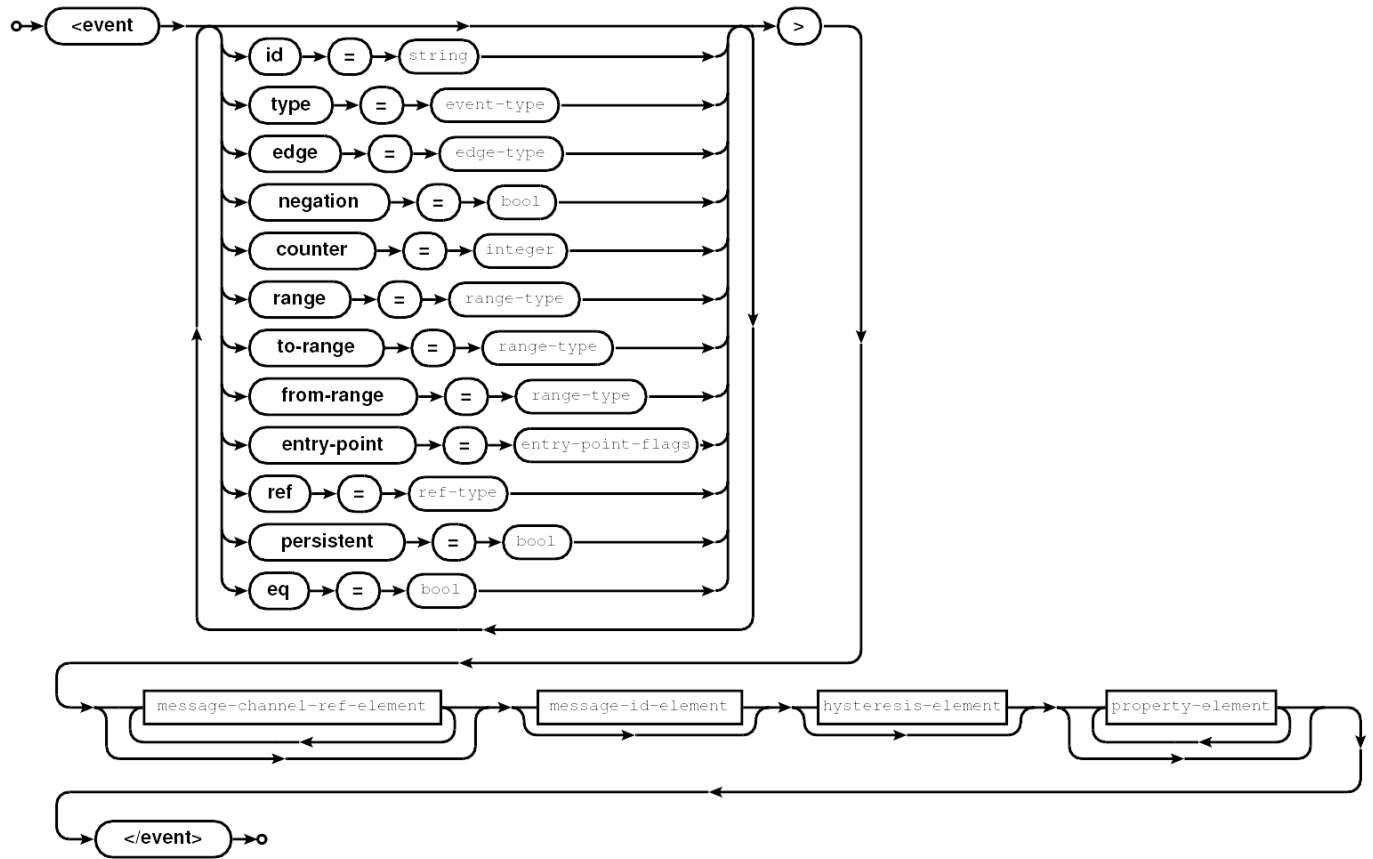 <event >
id = string
type = event-type
edge = edge-type
negation = bool
counter = integer
range = range-type
to-range = range-type
from-range = range-type
entry-point = entry-point-flags
ref = ref-type
persistent = bool
eq = bool
message-channel-ref-element message-id-element hysteresis-element property-element
</event>